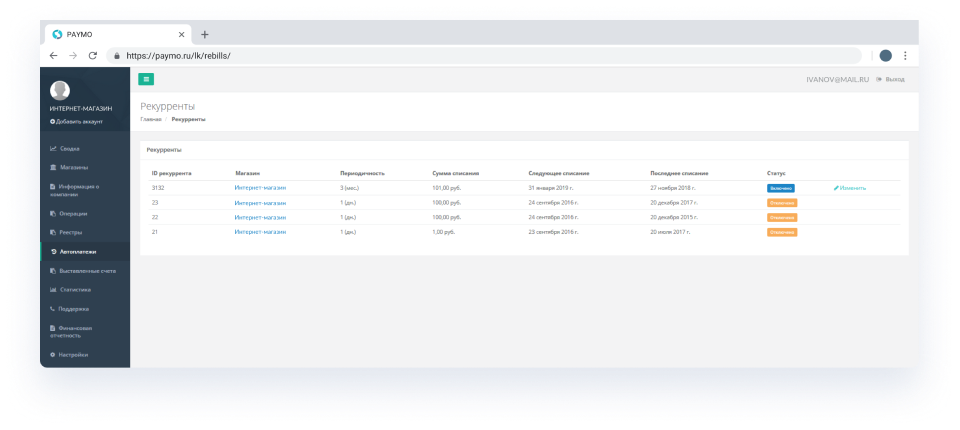 PAYMO
https://paymo.ru/lk/rebills/
IVANOV@MAIL.RU Выход
ИНТЕРНЕТ-МАГАЗИН
Добавить аккаунт
Сводка
Магазины
Информация о
компании
Операции
Реестры
Автоплатежи
Выставленные счета
Статистика
Поддержка
Финансовая
отчетность
Настройки
Рекурренты
Главная / Рекурренты
Рекурренты
ID рекуррента Магазин Периодичность Сумма списания Следующее списание Последнее списание Статус
3132 Интернет-магазин 3 (мес.) 101,00 руб. 31 января 2019 г. 27 ноября 2018 г. Включено Изменить
23 Интернет-магазин 1 (дн.) 100,00 руб. 24 сентября 2016 г. 20 декабря 2017 г. Отключено
22 Интернет-магазин 1 (дн.) 100,00 руб. 24 сентября 2016 г. 20 декабря 2015 г. Отключено
21 Интернет-магазин 1 (дн.) 1,00 руб. 23 сентября 2016 г. 20 июля 2017 г. Отключено